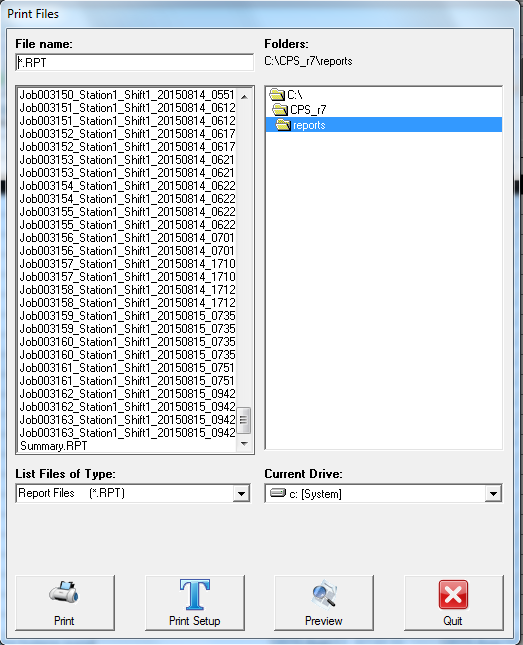 Print Files
File name:
*.RPT
Folders:
C:\CPS_r7\reports
Job003150_Station1_Shift1_20150814_0551
Job003151_Station1_Shift1_20150814_0612
Job003151_Station1_Shift1_20150814_0612
Job003152_Station1_Shift1_20150814_0617
Job003152_Station1_Shift1_20150814_0617
Job003153_Station1_Shift1_20150814_0621
Job003153_Station1_Shift1_20150814_0621
Job003154_Station1_Shift1_20150814_0622
Job003154_Station1_Shift1_20150814_0622
Job003155_Station1_Shift1_20150814_0622
Job003155_Station1_Shift1_20150814_0622
Job003156_Station1_Shift1_20150814_0701
Job003156_Station1_Shift1_20150814_0701
Job003157_Station1_Shift1_20150814_1710
Job003157_Station1_Shift1_20150814_1710
Job003158_Station1_Shift1_20150814_1712
Job003158_Station1_Shift1_20150814_1712
Job003159_Station1_Shift1_20150815_0735
Job003159_Station1_Shift1_20150815_0735
Job003160_Station1_Shift1_20150815_0735
Job003160_Station1_Shift1_20150815_0735
Job003161_Station1_Shift1_20150815_0751
Job003161_Station1_Shift1_20150815_0751
Job003162_Station1_Shift1_20150815_0942
Job003162_Station1_Shift1_20150815_0942
Job003163_Station1_Shift1_20150815_0942
Job003163_Station1_Shift1_20150815_0942
Summary.RPT
C:\
CPS_r7
reports
List Files of Type:
Report Files (*.RPT)
Current Drive:
c: [System]
Print
Print Setup
Preview
Quit